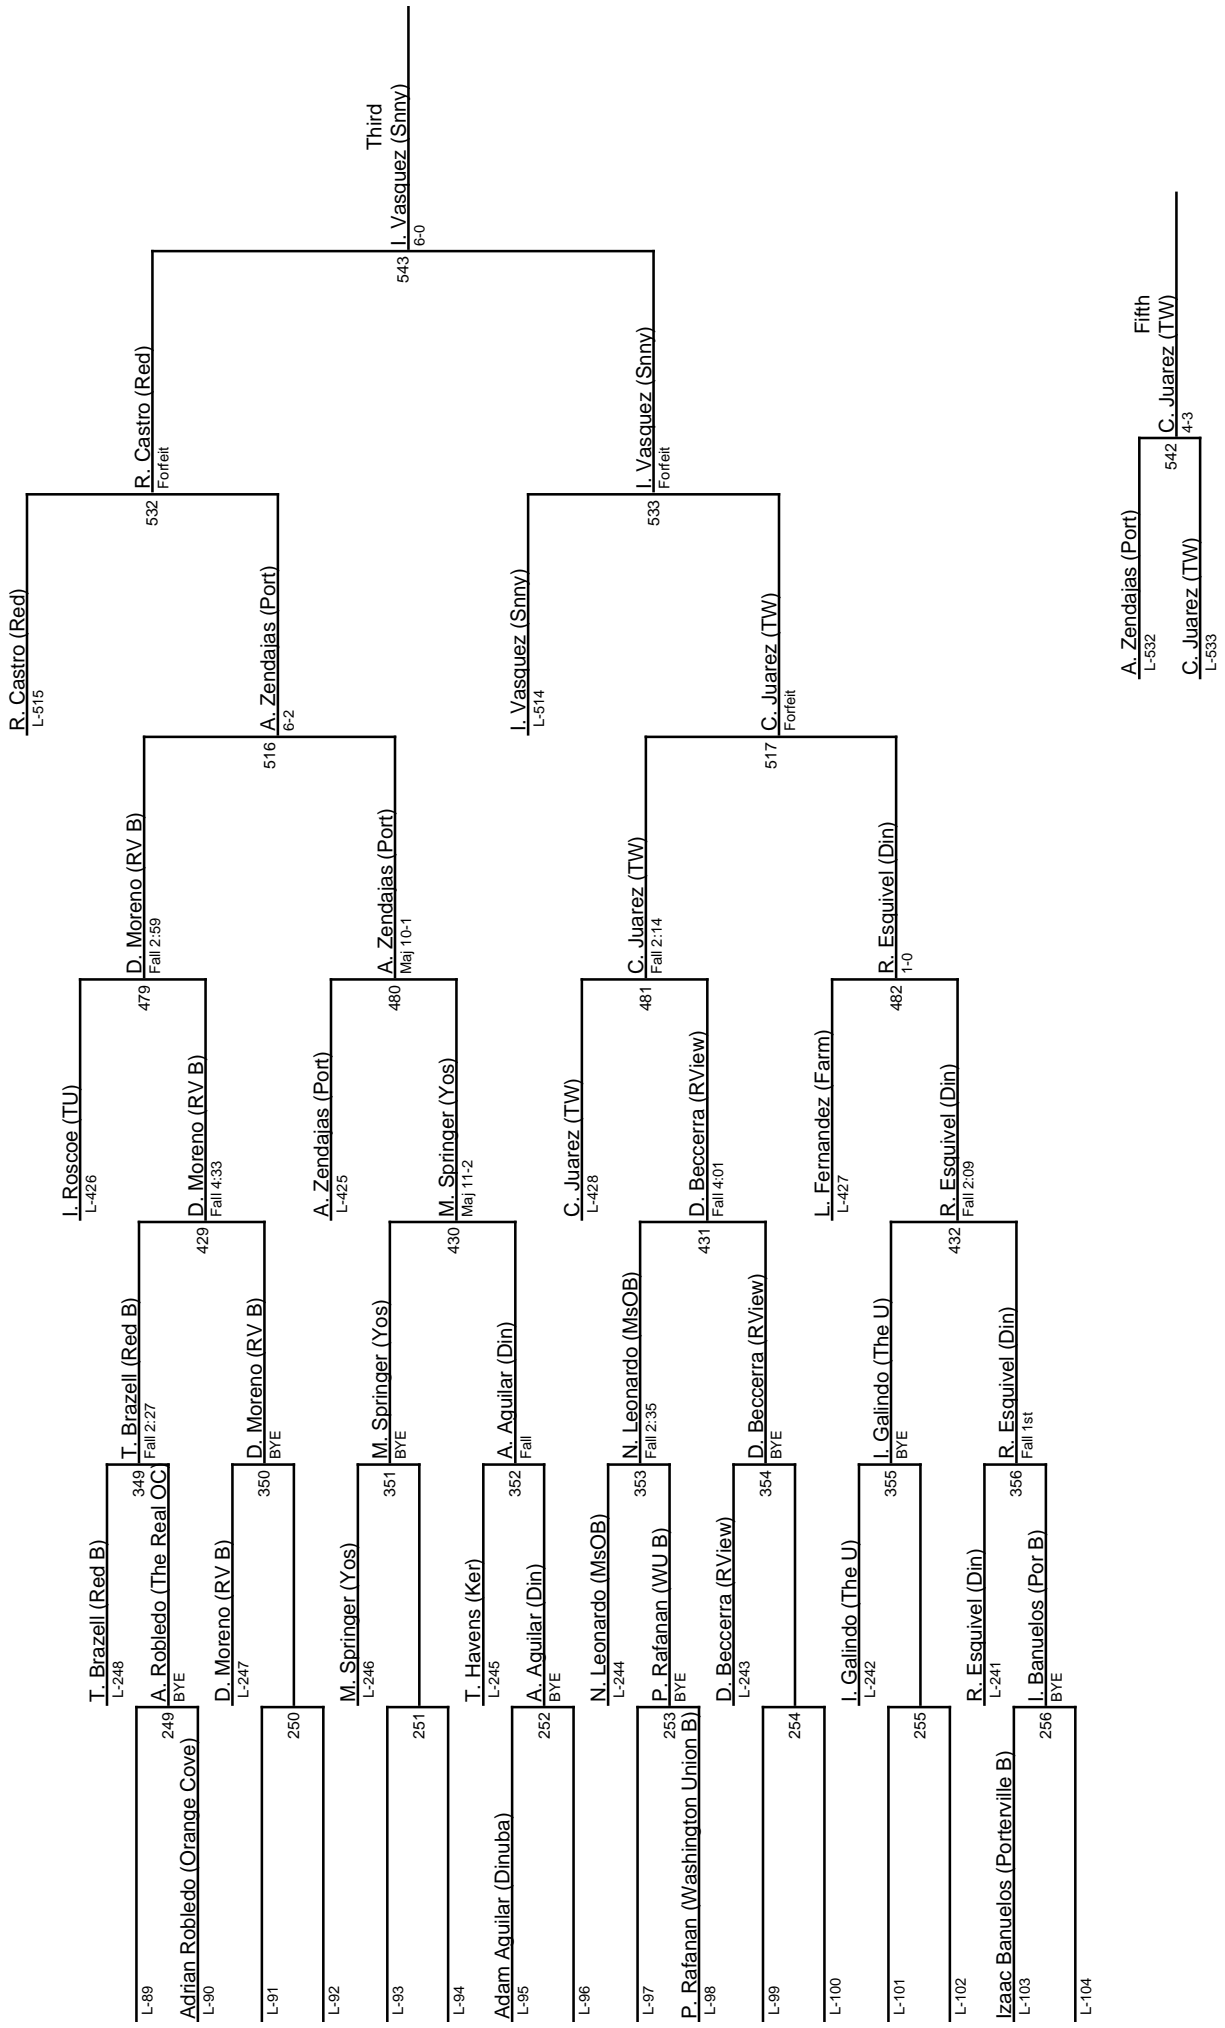 L-89
Adrian Robledo (Orange Cove)
L-90
L-91
L-92
L-93
L-94
Adam Aguilar (Dinuba)
L-95
L-96
L-97
P. Rafanan (Washington Union B)
L-98
L-99
L-100
L-101
L-102
Izaac Banuelos (Porterville B)
L-103
L-104
T. Brazell (Red B)
L-248
249
A. Robledo (The Real OC)
BYE
D. Moreno (RV B)
L-247
250
M. Springer (Yos)
L-246
251
T. Havens (Ker)
L-245
252
A. Aguilar (Din)
BYE
N. Leonardo (MsOB)
L-244
253
P. Rafanan (WU B)
BYE
D. Beccerra (RView)
L-243
254
I. Galindo (The U)
L-242
255
R. Esquivel (Din)
L-241
256
I. Banuelos (Por B)
BYE
349
T. Brazell (Red B)
Fall 2:27
350
D. Moreno (RV B)
BYE
351
M. Springer (Yos)
BYE
352
A. Aguilar (Din)
Fall
353
N. Leonardo (MsOB)
Fall 2:35
354
D. Beccerra (RView)
BYE
355
I. Galindo (The U)
BYE
356
R. Esquivel (Din)
Fall 1st
I. Roscoe (TU)
L-426
429
D. Moreno (RV B)
Fall 4:33
A. Zendajas (Port)
L-425
430
M. Springer (Yos)
Maj 11-2
C. Juarez (TW)
L-428
431
D. Beccerra (RView)
Fall 4:01
L. Fernandez (Farm)
L-427
432
R. Esquivel (Din)
Fall 2:09
479
D. Moreno (RV B)
Fall 2:59
480
A. Zendajas (Port)
Maj 10-1
481
C. Juarez (TW)
Fall 2:14
482
R. Esquivel (Din)
1-0
R. Castro (Red)
L-515
516
A. Zendajas (Port)
6-2
I. Vasquez (Snny)
L-514
517
C. Juarez (TW)
Forfeit
532
R. Castro (Red)
Forfeit
533
I. Vasquez (Snny)
Forfeit
543
Third
I. Vasquez (Snny)
6-0
A. Zendajas (Port)
L-532
C. Juarez (TW)
L-533
542
Fifth
C. Juarez (TW)
4-3